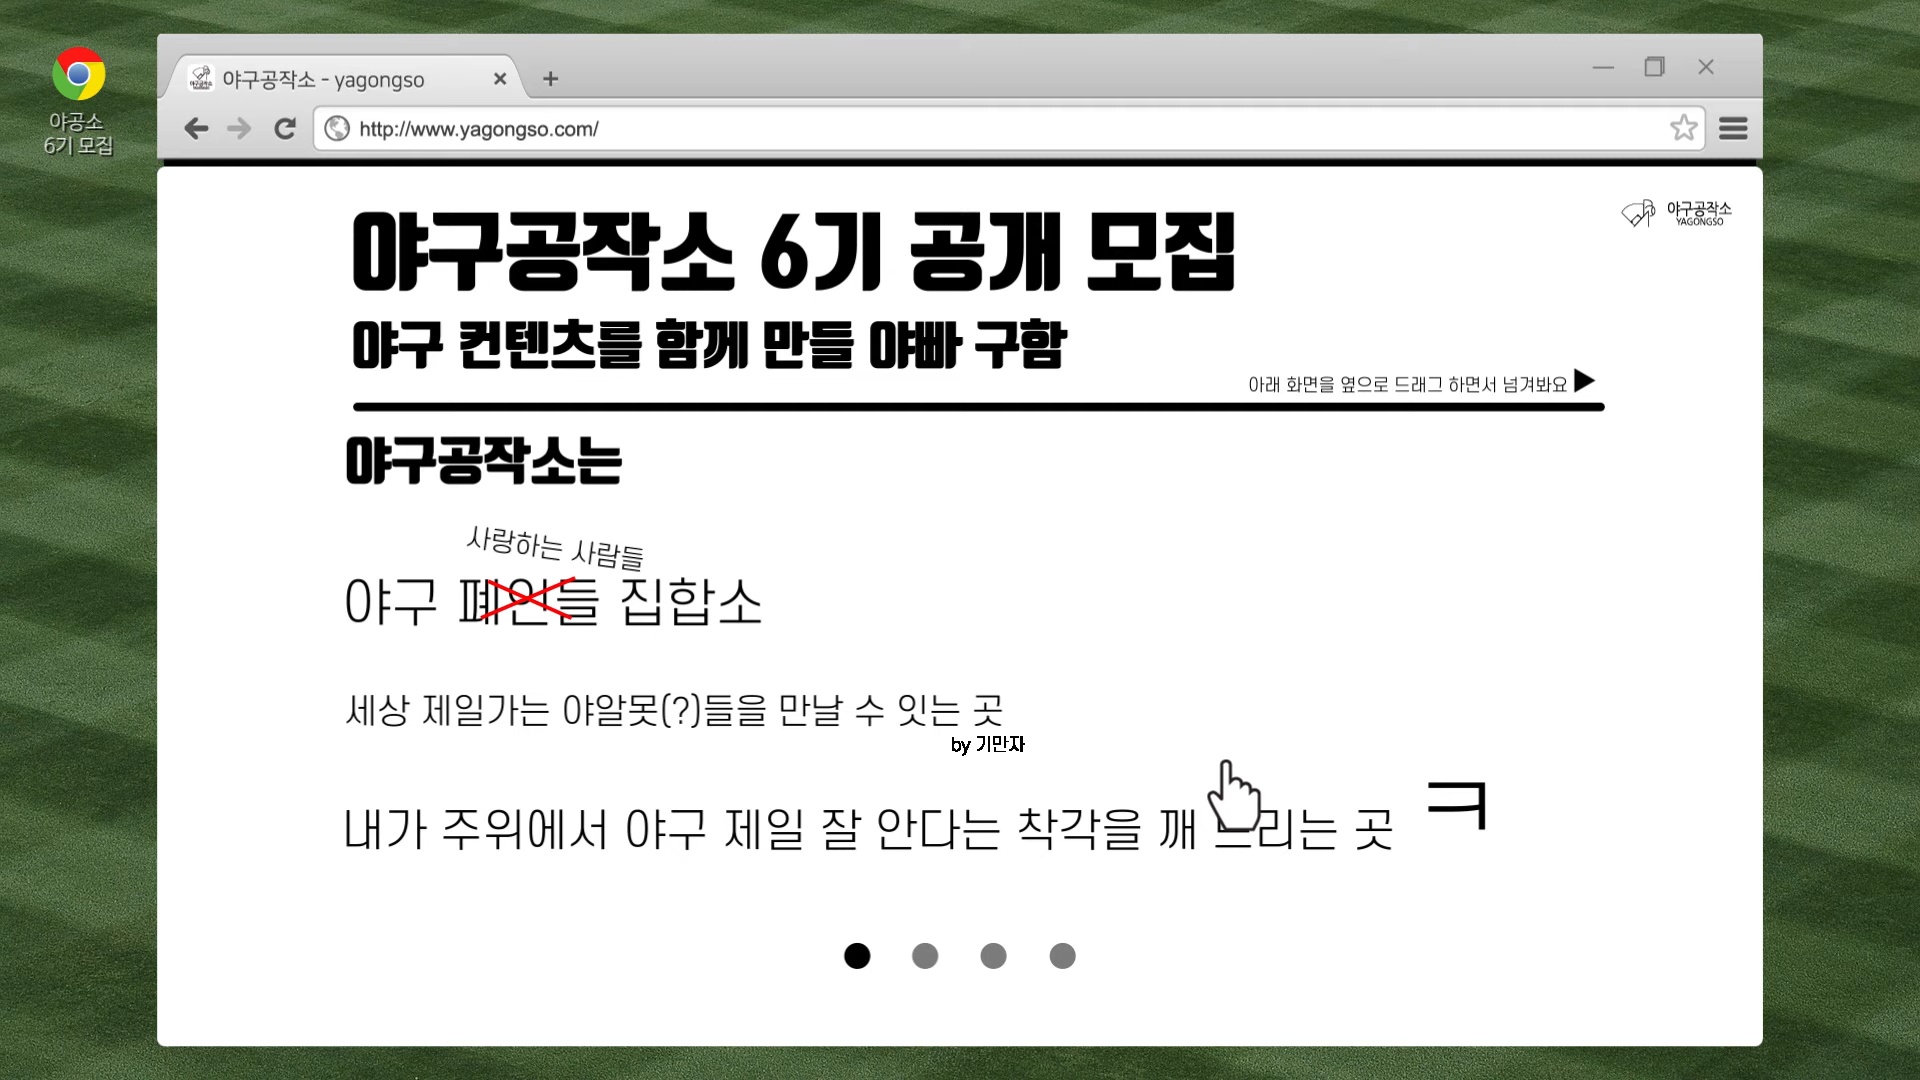 야구공작소 - yagongso
http://www.yagongso.com/
야공소
6기 모집
야구공작소
YAGONGSO
야구공작소 6기 공개 모집
야구 컨텐츠를 함께 만들 야빠 구함
아래 화면을 옆으로 드래그 하면서 넘겨봐요
야구공작소는
사랑하는 사람들
야구 폐인들 집합소
세상 제일가는 야알못(?)들을 만날 수 잇는 곳
by 기만자
내가 주위에서 야구 제일 잘 안다는 착각을 깨 리는 곳 ㅋ